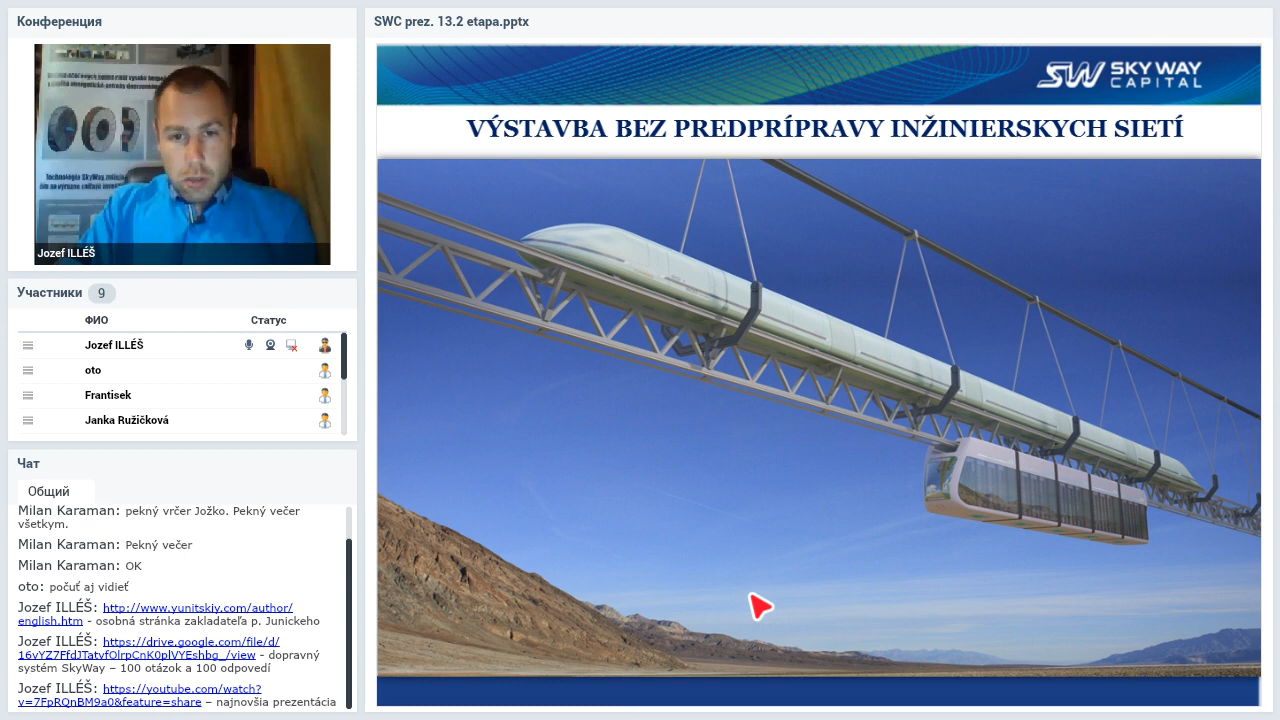 Конференция
SWC prez. 13.2 etapa.pptx
SKY WAY
CAPITAL
VÝSTAVBA BEZ PREDPRÍPRAVY INŽINIERSKYCH SIETÍ
Technológia SkyWay
Jozef ILLÉŠ
Участники 9
ФИО Статус
Jozef ILLÉŠ
oto
Frantisek
Janka Ružičková
Чат
Общий
Milan Karaman: pekný vrčer Jožko. Pekný večer
všetkym.
Milan Karaman: Pekný večer
Milan Karaman: OK
oto: počuť aj vidieť
Jozef ILLÉŠ: http://www.yunitskiy.com/author/
english.htm - osobná stránka zakladateľa p. Junickeho
Jozef ILLÉŠ: https://drive.google.com/file/d/
16vYZ7FfdJTatvfOlrpCnK0plVYEshbg_/view - dopravný
systém SkyWay – 100 otázok a 100 odpovedí
Jozef ILLÉŠ: https://youtube.com/watch?
v=7FpRQnBM9a0&feature=share – najnovšia prezentácia